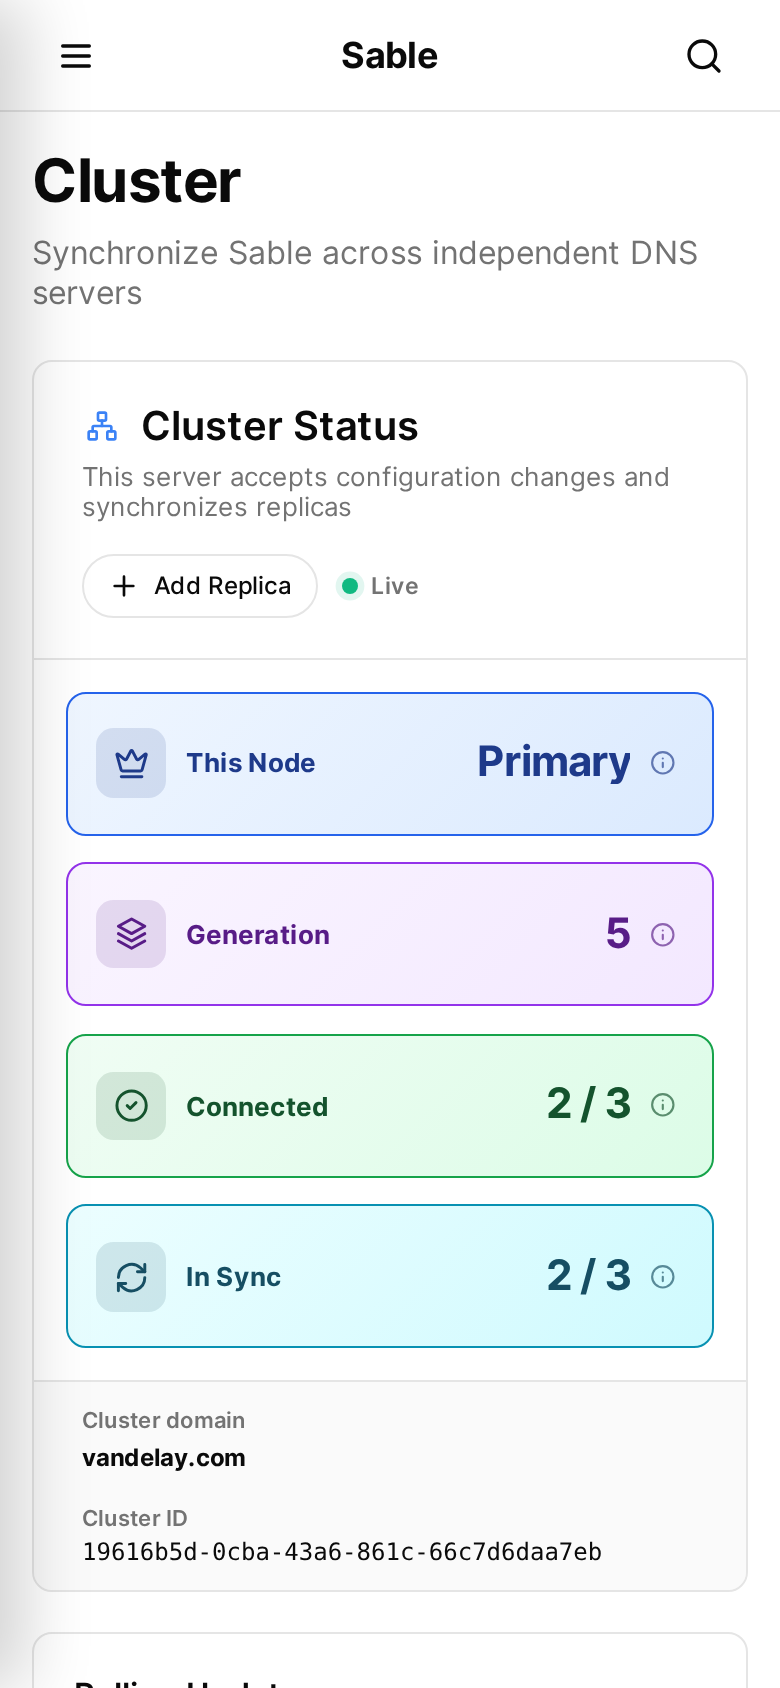 Sable
Cluster
Synchronize Sable across independent DNS
servers
Cluster Status
This server accepts configuration changes and
synchronizes replicas
Add Replica
Live
This Node
Primary
Generation
5
Connected
2 / 3
In Sync
2 / 3
Cluster domain
vandelay.com
Cluster ID
19616b5d-0cba-43a6-861c-66c7d6daa7eb